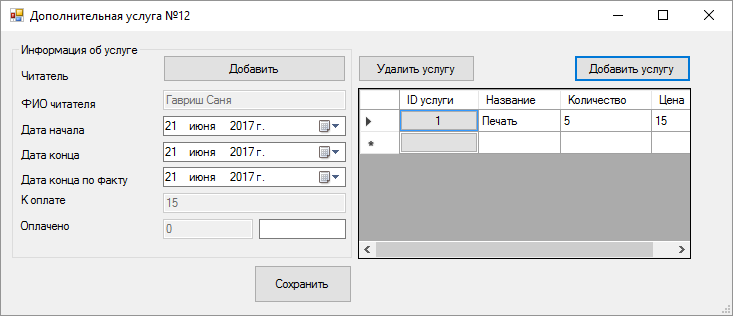 Дополнительная услуга №12
Информация об услуге
Читатель
Добавить
ФИО читателя
Гавриш Саня
Дата начала
21 июня 2017 г.
Дата конца
21 июня 2017 г.
Дата конца по факту
21 июня 2017 г.
К оплате
15
Оплачено
0
Сохранить
Удалить услугу
Добавить услугу
ID услуги Название Количество Цена
1 Печать 5 15